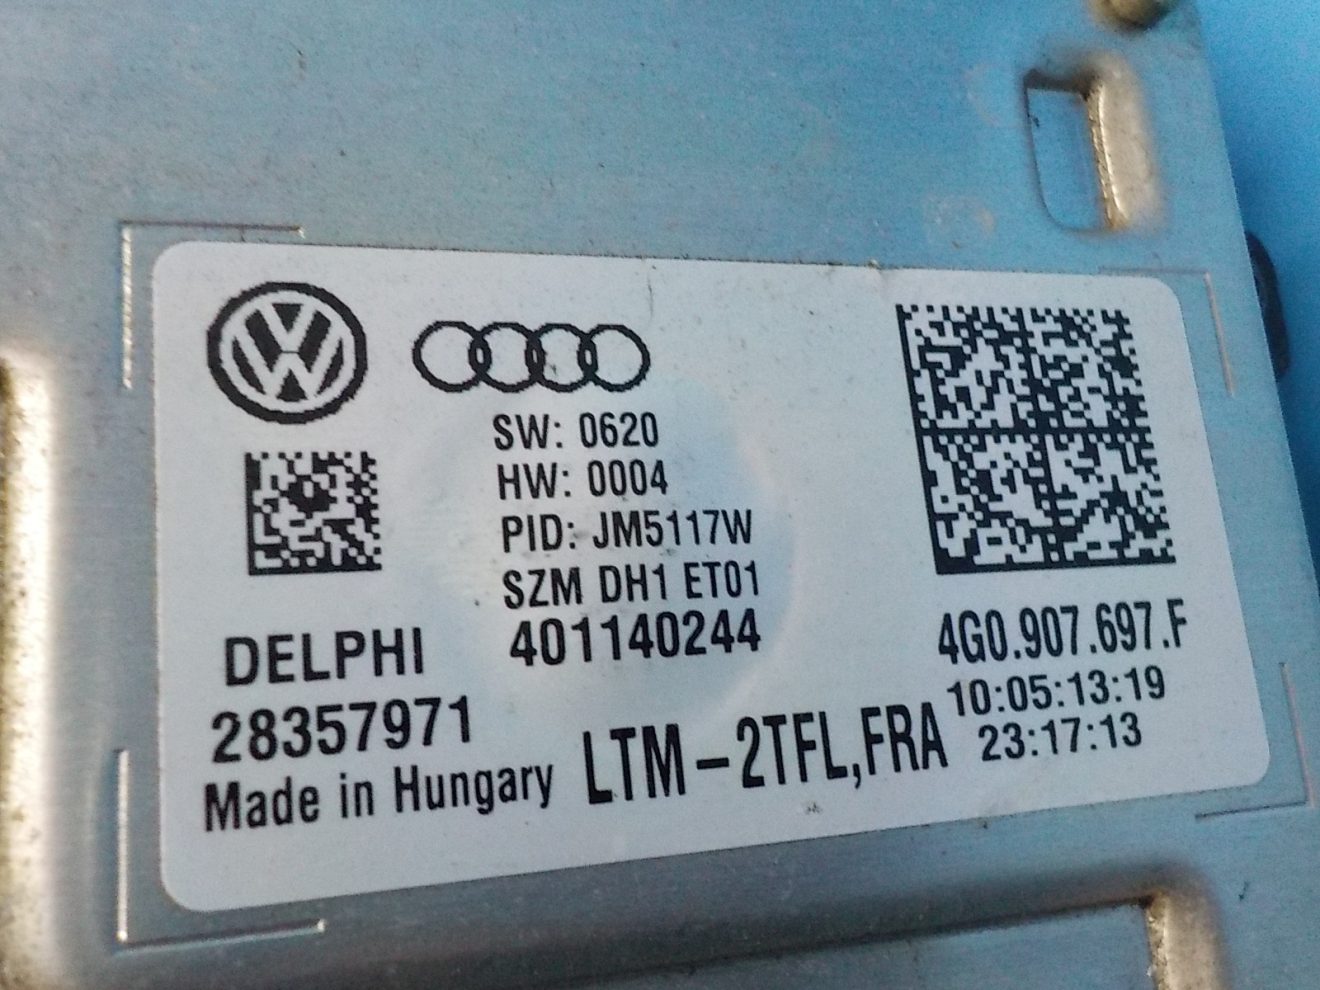 SW: 0620
HW: 0004
PID: JM5117W
SZM DH1 ET01
401140244
DELPHI
28357971
Made in Hungary
LTM-2TFL,FRA
4G0.907.697.F
10:05:13:19
23:17:13